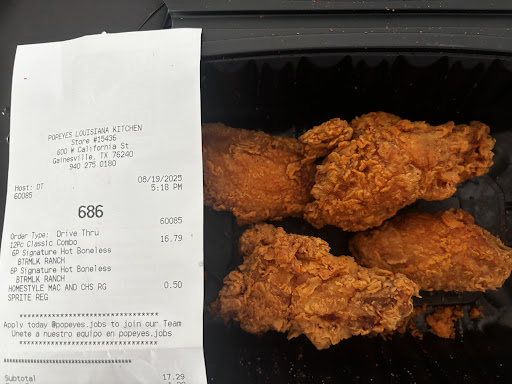 POPEYES LOUISIANA KITCHEN
Store #15436
600 W California St
Gainesville, TX 76240
940 275 0180
Host: DT 08/19/2025
60085 5:18 PM
686
60085
Order Type: Drive Thru
12Pc Classic Combo 16.79
6P Signature Hot Boneless
BTRMLK RANCH
6P Signature Hot Boneless
BTRMLK RANCH
HOMESTYLE MAC AND CHS RG 0.50
SPRITE REG
********************************
Apply today @popeyes.jobs to join our Team
Unete a nuestro equipo en popeyes.jobs
********************************
********************************
Subtotal 17.29